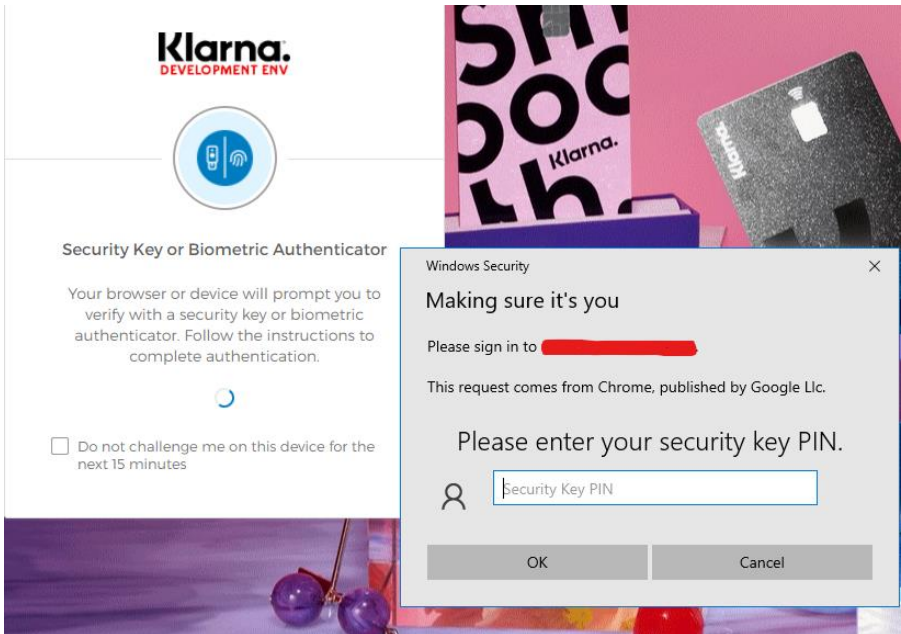 Klarna.
DEVELOPMENT ENV
Security Key or Biometric Authenticator
Your browser or device will prompt you to
verify with a security key or biometric
authenticator. Follow the instructions to
complete authentication.
Do not challenge me on this device for the
next 15 minutes
Smoooth.
Klarna.
Klarna.
Windows Security
Making sure it's you
Please sign in to
This request comes from Chrome, published by Google Llc.
Please enter your security key PIN.
Security Key PIN
OK
Cancel